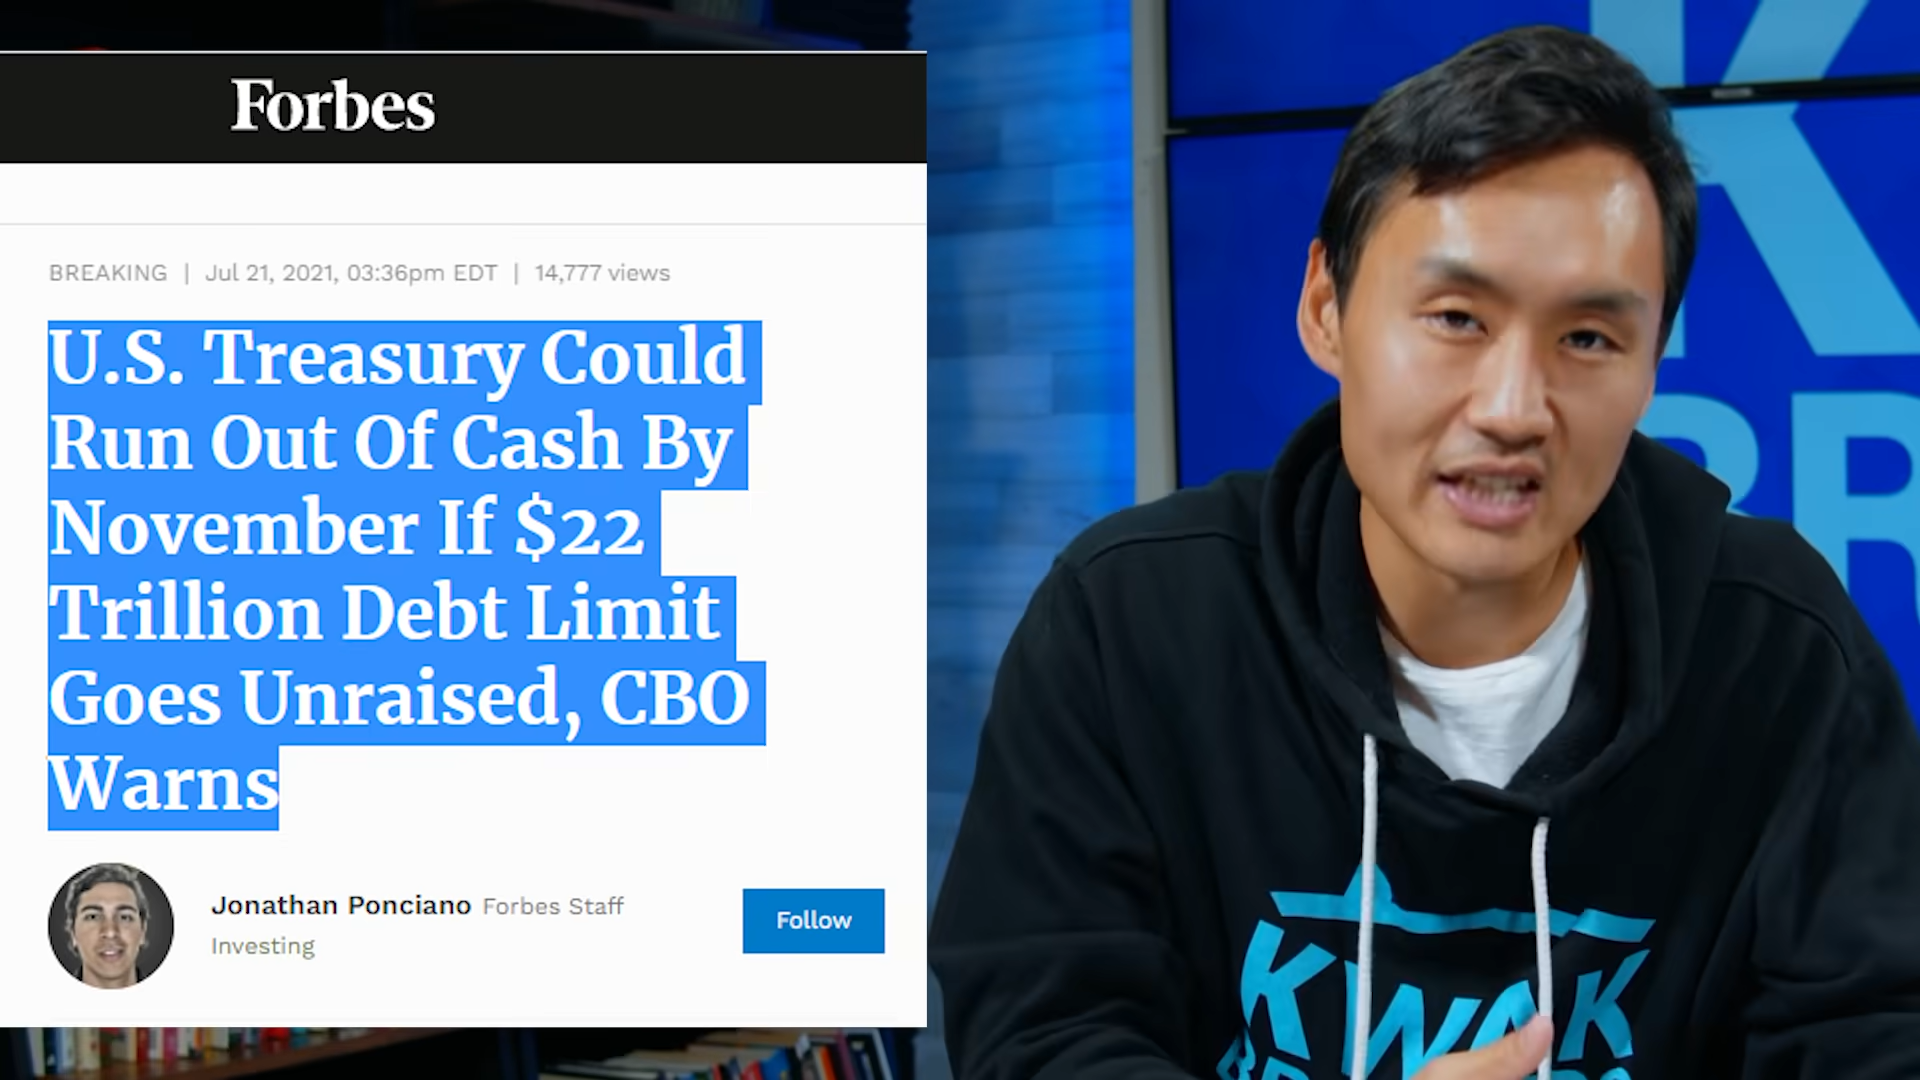 Forbes
BREAKING | Jul 21, 2021, 03:36pm EDT | 14,777 views
U.S. Treasury Could
Run Out Of Cash By
November If $22
Trillion Debt Limit
Goes Unraised, CBO
Warns
Jonathan Ponciano Forbes Staff
Investing
Follow
K
BR
KWAK